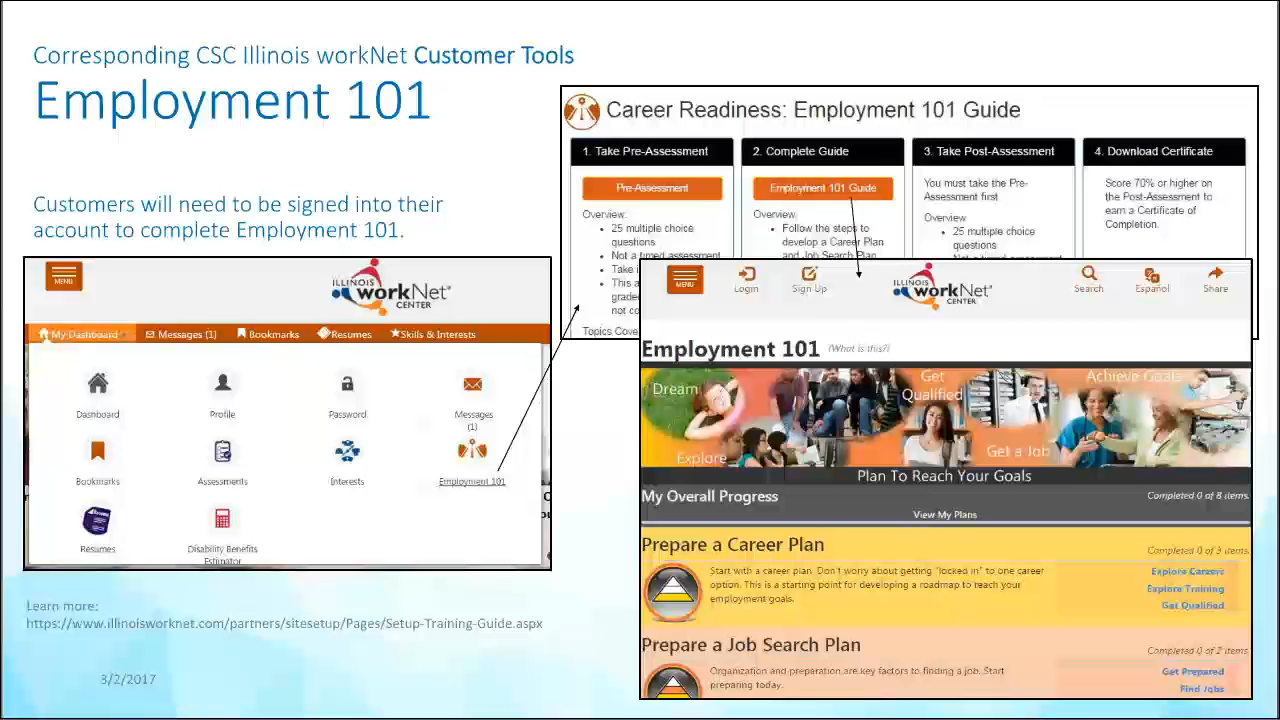 Corresponding CSC Illinois workNet Customer Tools
Employment 101
Customers will need to be signed into their
account to complete Employment 101.
Career Readiness: Employment 101 Guide
1. Take Pre-Assessment
Pre-Assessment
Overview:
• 25 multiple choice
questions
• Not a timed assessment
• Take i
• This a
grade
not co
Topics Cove
2. Complete Guide
Employment 101 Guide
Overview:
• Follow the steps to
develop a Career Plan
and Job Search Plan
3. Take Post-Assessment
You must take the Pre-
Assessment first
Overview
• 25 multiple choice
questions
4. Download Certificate
Score 70% or higher on
the Post-Assessment to
earn a Certificate of
Completion.
MENU
ILLINOIS
workNet®
CENTER
My Dashboard
Messages (1)
Bookmarks
Resumes
Skills & Interests
Dashboard
Profile
Password
Messages
(1)
Bookmarks
Assessments
Interests
Employment 101
Resumes
Disability Benefits
Estimator
MENU
Login
Sign Up
ILLINOIS
workNet®
CENTER
Search
Español
Share
Employment 101 (What is this?)
Dream
Explore
Get
Qualified
Get a Job
Achieve Goals
Plan To Reach Your Goals
My Overall Progress
Completed 0 of 8 items.
View My Plans
Prepare a Career Plan
Completed 0 of 3 items.
Start with a career plan. Don't worry about getting "locked in" to one career
option. This is a starting point for developing a roadmap to reach your
employment goals.
Explore Careers
Explore Training
Get Qualified
Prepare a Job Search Plan
Completed 0 of 2 items.
Organization and preparation are key factors to finding a job. Start
preparing today.
Get Prepared
Find Jobs
Learn more:
https://www.illinoisworknet.com/partners/sitesetup/Pages/Setup-Training-Guide.aspx
3/2/2017